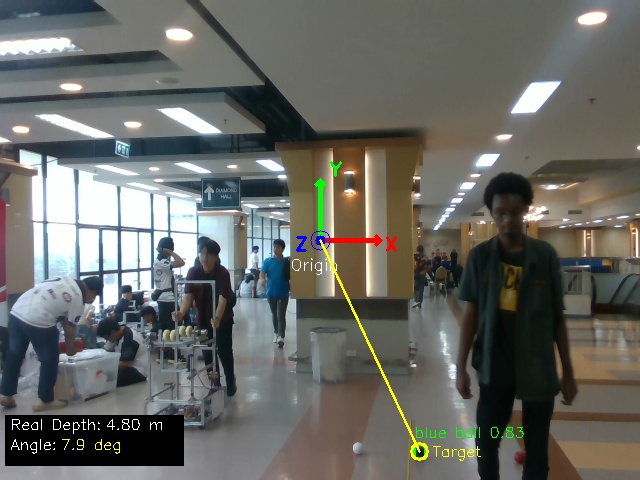 DIAMOND
HALL
Y
Z
X
Origin
blue ball 0.83
Target
Real Depth: 4.80 m
Angle: 7.9 deg